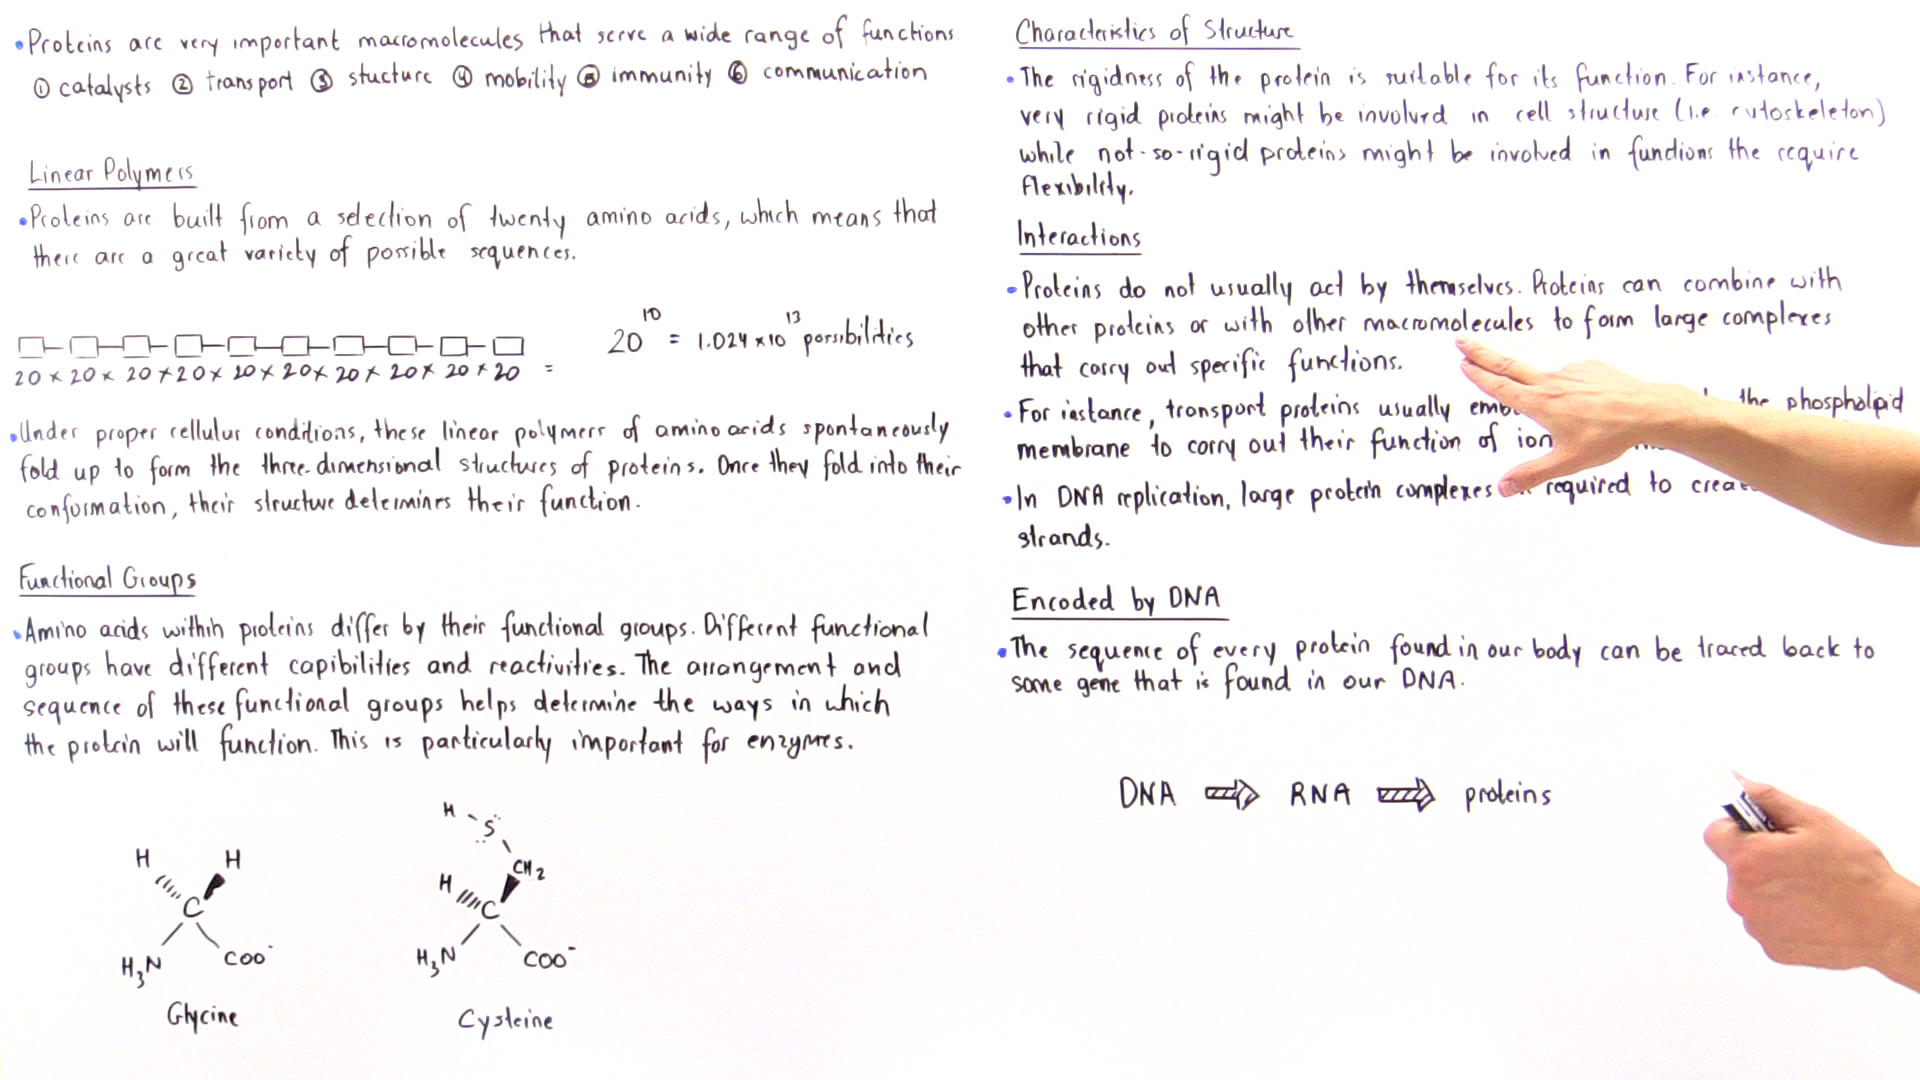 •Proteins are very important macromolecules that serve a wide range of functions
① catalysts ② transport ③ stucture ④ mobility ⑤ immunity ⑥ communication
Linear Polymers
•Proteins are built from a selection of twenty amino acids, which means that
there are a great variety of possible sequences.
20 × 20 × 20 × 20 × 20 × 20 × 20 × 20 × 20 × 20 = 20^10 = 1.024×10^13 possibilities
•Under proper cellular conditions, these linear polymers of amino acids spontaneously
fold up to form the three-dimensional structures of proteins. Once they fold into their
conformation, their structure determines their function.
Functional Groups
•Amino acids within proteins differ by their functional groups. Different functional
groups have different capibilities and reactivities. The arrangement and
sequence of these functional groups helps determine the ways in which
the protein will function. This is particularly important for enzymes.
H H
C
H₃N COO⁻
Glycine
H S
CH₂
H C
H₃N COO⁻
Cysteine
Characteristics of Structure
•The rigidness of the protein is suitable for its function. For instance,
very rigid proteins might be involved in cell structure (i.e. cytoskeleton)
while not-so-rigid proteins might be involved in functions the require
flexibility.
Interactions
•Proteins do not usually act by themselves. Proteins can combine with
other proteins or with other macromolecules to form large complexes
that carry out specific functions.
•For instance, transport proteins usually the phospholipid
membrane to carry out their function of ion
•In DNA replication, large protein complexes required to
strands.
Encoded by DNA
•The sequence of every protein found in our body can be traced back to
some gene that is found in our DNA.
DNA ⇒ RNA ⇒ proteins